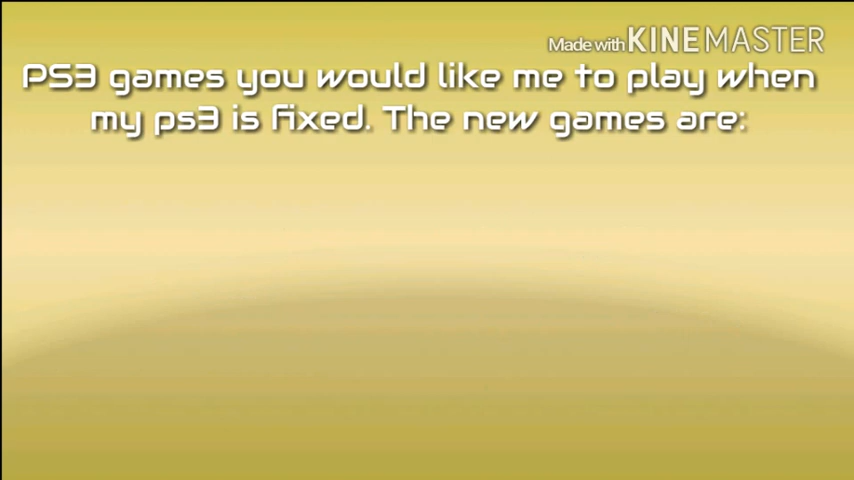 Made with KINEMASTER
PS3 games you would like me to play when
my ps3 is fixed. The new games are: